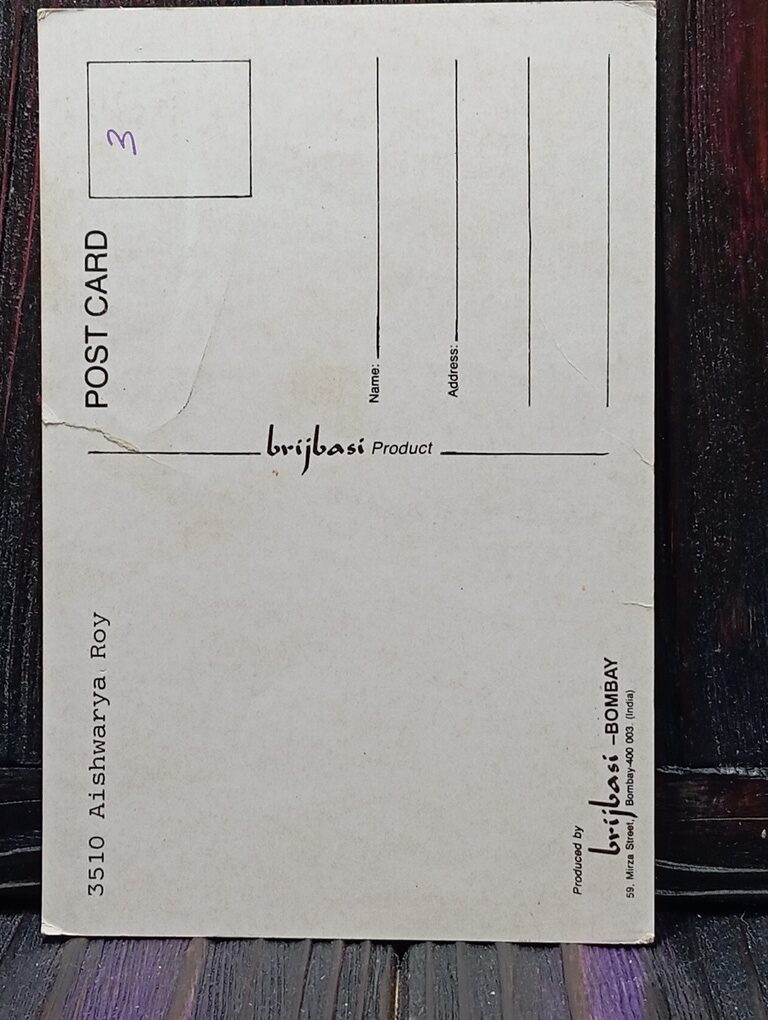 3510 Aishwarya Roy
POST CARD
3
brijbasi Product
Name:
Address:
Produced by
brijbasi –BOMBAY
59, Mirza Street, Bombay-400 003. (India)